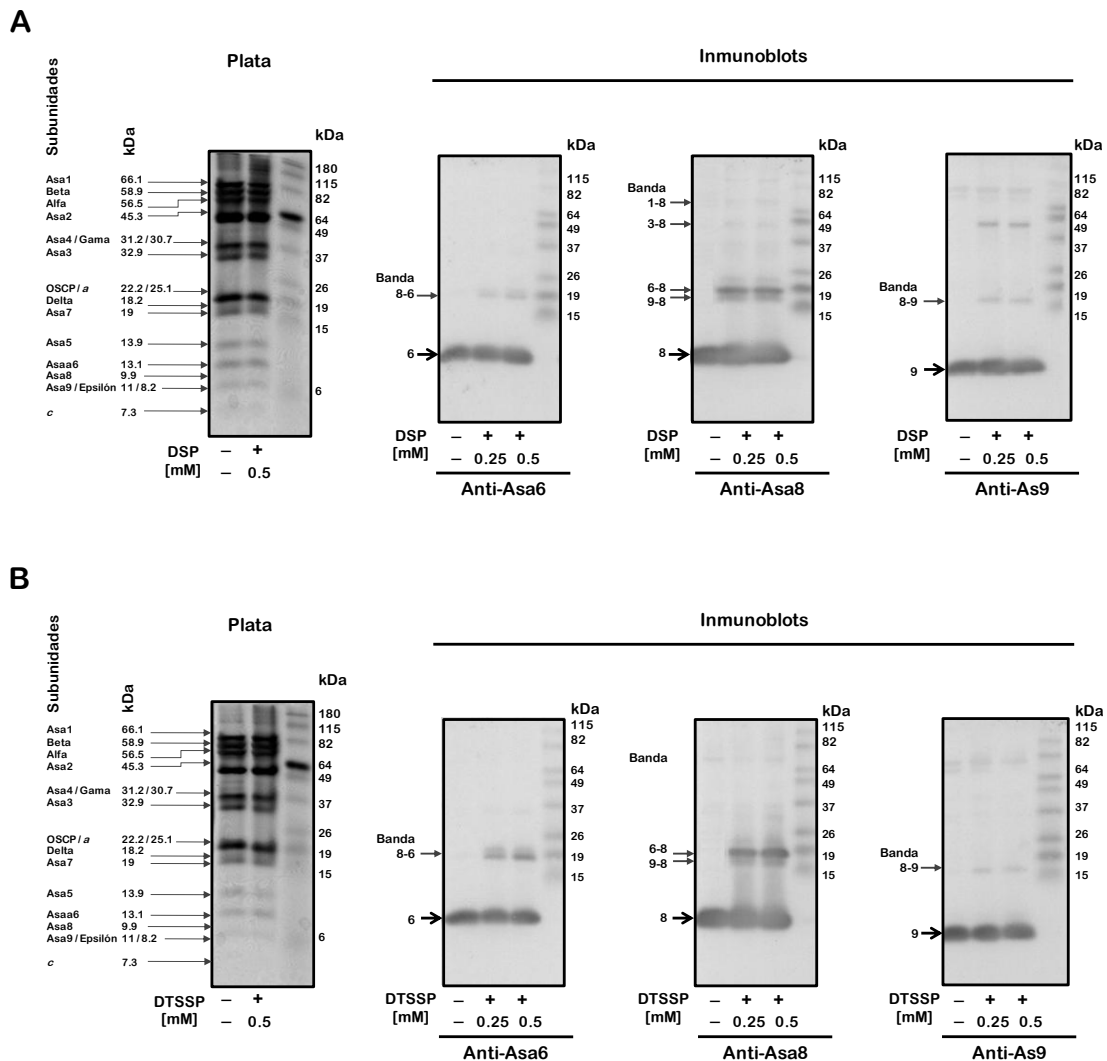 A
Plata
Inmunoblots
Subunidades
kDa
kDa
Asa1 66.1
Beta 58.9
Alfa 56.5
Asa2 45.3
Asa4 / Gama 31.2 / 30.7
Asa3 32.9
OSCP / a 22.2 / 25.1
Delta 18.2
Asa7 19
Asa5 13.9
Asaa6 13.1
Asa8 9.9
Asa9 / Epsilón 11 / 8.2
c 7.3
180
115
82
64
49
37
26
19
15
6
DSP – +
[mM] – 0.5
kDa
115
82
64
49
37
26
19
15
Banda
8-6
6
DSP – + +
[mM] – 0.25 0.5
Anti-Asa6
kDa
115
82
64
49
37
26
19
15
Banda
1-8
3-8
6-8
9-8
8
DSP – + +
[mM] – 0.25 0.5
Anti-Asa8
kDa
115
82
64
49
37
26
19
15
Banda
8-9
9
DSP – + +
[mM] – 0.25 0.5
Anti-As9
B
Plata
Inmunoblots
Subunidades
kDa
kDa
Asa1 66.1
Beta 58.9
Alfa 56.5
Asa2 45.3
Asa4 / Gama 31.2 / 30.7
Asa3 32.9
OSCP / a 22.2 / 25.1
Delta 18.2
Asa7 19
Asa5 13.9
Asaa6 13.1
Asa8 9.9
Asa9 / Epsilón 11 / 8.2
c 7.3
180
115
82
64
49
37
26
19
15
6
DTSSP – +
[mM] – 0.5
kDa
115
82
64
49
37
26
19
15
Banda
8-6
6
DTSSP – + +
[mM] – 0.25 0.5
Anti-Asa6
kDa
115
82
64
49
37
26
19
15
Banda
6-8
9-8
8
DTSSP – + +
[mM] – 0.25 0.5
Anti-Asa8
kDa
115
82
64
49
37
26
19
15
Banda
8-9
9
DTSSP – + +
[mM] – 0.25 0.5
Anti-As9